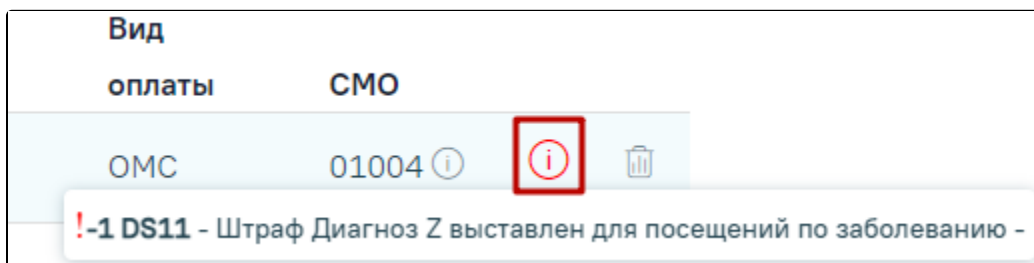 Вид
оплаты СМО
ОМС 01004
!-1 DS11 - Штраф Диагноз Z выставлен для посещений по заболеванию -